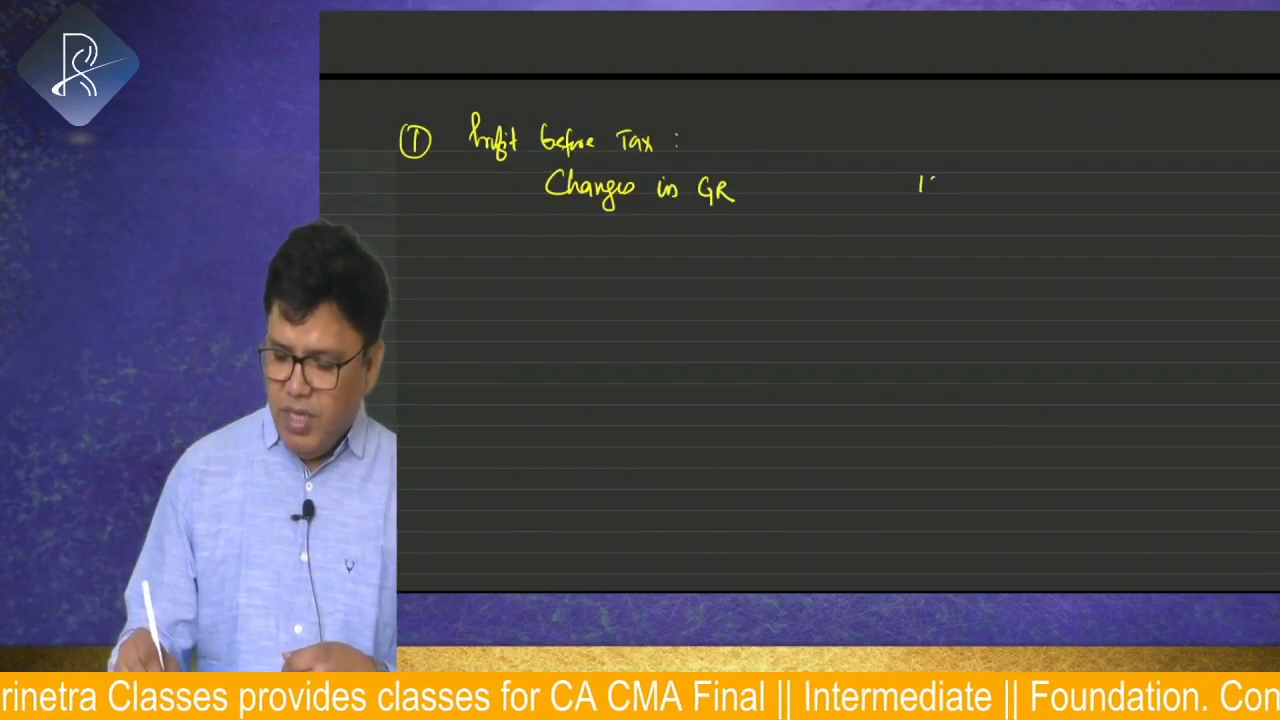 ① Profit before Tax :
Changes in GR
rinetra Classes provides classes for CA CMA Final || Intermediate || Foundation. Con